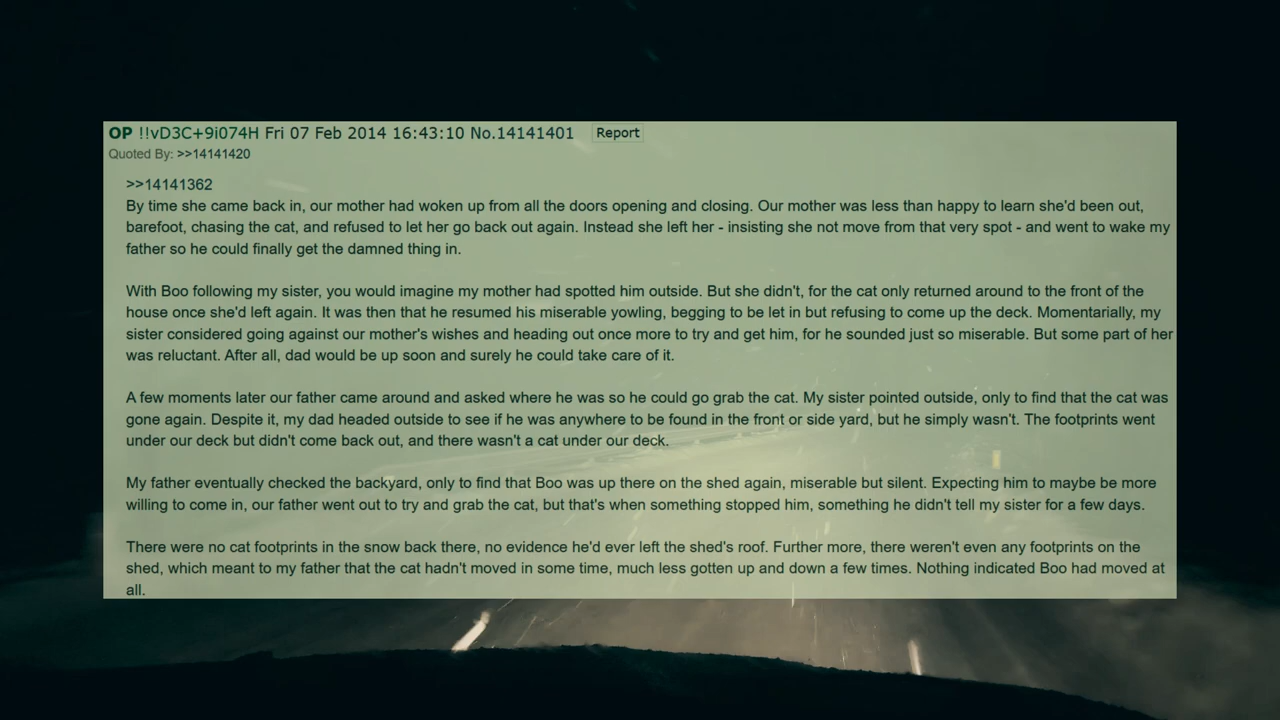 OP !!vD3C+9i074H Fri 07 Feb 2014 16:43:10 No.14141401 Report
Quoted By: >>14141420
>>14141362
By time she came back in, our mother had woken up from all the doors opening and closing. Our mother was less than happy to learn she'd been out,
barefoot, chasing the cat, and refused to let her go back out again. Instead she left her - insisting she not move from that very spot - and went to wake my
father so he could finally get the damned thing in.
With Boo following my sister, you would imagine my mother had spotted him outside. But she didn't, for the cat only returned around to the front of the
house once she'd left again. It was then that he resumed his miserable yowling, begging to be let in but refusing to come up the deck. Momentarially, my
sister considered going against our mother's wishes and heading out once more to try and get him, for he sounded just so miserable. But some part of her
was reluctant. After all, dad would be up soon and surely he could take care of it.
A few moments later our father came around and asked where he was so he could go grab the cat. My sister pointed outside, only to find that the cat was
gone again. Despite it, my dad headed outside to see if he was anywhere to be found in the front or side yard, but he simply wasn't. The footprints went
under our deck but didn't come back out, and there wasn't a cat under our deck.
My father eventually checked the backyard, only to find that Boo was up there on the shed again, miserable but silent. Expecting him to maybe be more
willing to come in, our father went out to try and grab the cat, but that's when something stopped him, something he didn't tell my sister for a few days.
There were no cat footprints in the snow back there, no evidence he'd ever left the shed's roof. Further more, there weren't even any footprints on the
shed, which meant to my father that the cat hadn't moved in some time, much less gotten up and down a few times. Nothing indicated Boo had moved at
all.